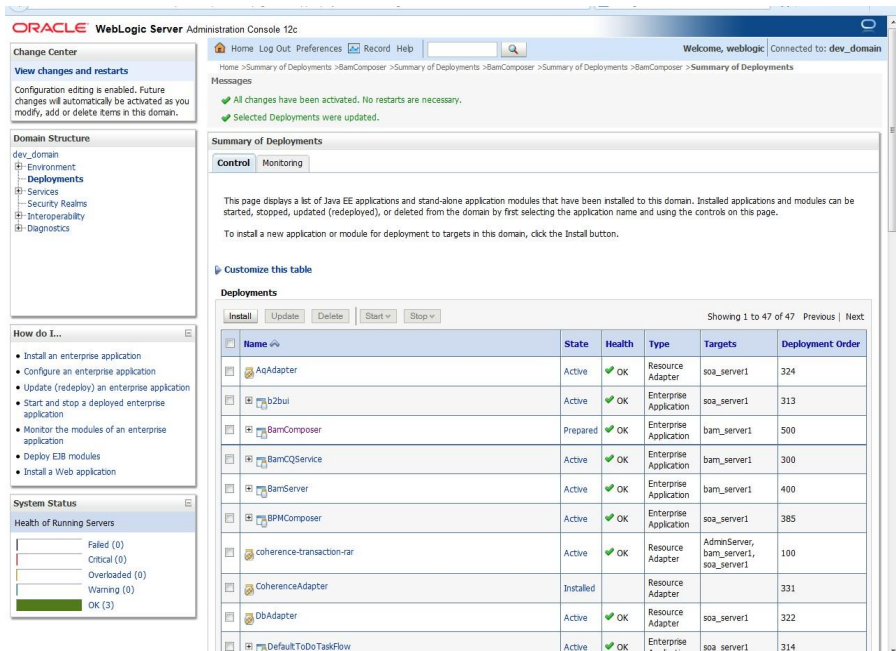 ORACLE WebLogic Server Administration Console 12c
Change Center
View changes and restarts
Configuration editing is enabled. Future
changes will automatically be activated as you
modify, add or delete items in this domain.
Domain Structure
dev_domain
Environment
Deployments
Services
Security Realms
Interoperability
Diagnostics
How do I...
Install an enterprise application
Configure an enterprise application
Update (redeploy) an enterprise application
Start and stop a deployed enterprise
application
Monitor the modules of an enterprise
application
Deploy EJB modules
Install a Web application
System Status
Health of Running Servers
Failed (0)
Critical (0)
Overloaded (0)
Warning (0)
OK (3)
Home Log Out Preferences Record Help
Welcome, weblogic Connected to: dev_domain
Home >Summary of Deployments >BamComposer >Summary of Deployments >BamComposer >Summary of Deployments >BamComposer >Summary of Deployments
Messages
All changes have been activated. No restarts are necessary.
Selected Deployments were updated.
Summary of Deployments
Control Monitoring
This page displays a list of Java EE applications and stand-alone application modules that have been installed to this domain. Installed applications and modules can be
started, stopped, updated (redeployed), or deleted from the domain by first selecting the application name and using the controls on this page.
To install a new application or module for deployment to targets in this domain, click the Install button.
Customize this table
Deployments
Install Update Delete Start Stop
Showing 1 to 47 of 47 Previous | Next
Name State Health Type Targets Deployment Order
AqAdapter Active OK Resource Adapter soa_server1 324
b2bui Active OK Enterprise Application soa_server1 313
BamComposer Prepared OK Enterprise Application bam_server1 500
BamCQService Active OK Enterprise Application bam_server1 300
BamServer Active OK Enterprise Application bam_server1 400
BPMComposer Active OK Enterprise Application soa_server1 385
coherence-transaction-rar Active OK Resource Adapter AdminServer, bam_server1, soa_server1 100
CoherenceAdapter Installed Resource Adapter 331
DbAdapter Active OK Resource Adapter soa_server1 322
DefaultToDoTaskFlow Active OK Enterprise soa_server1 314